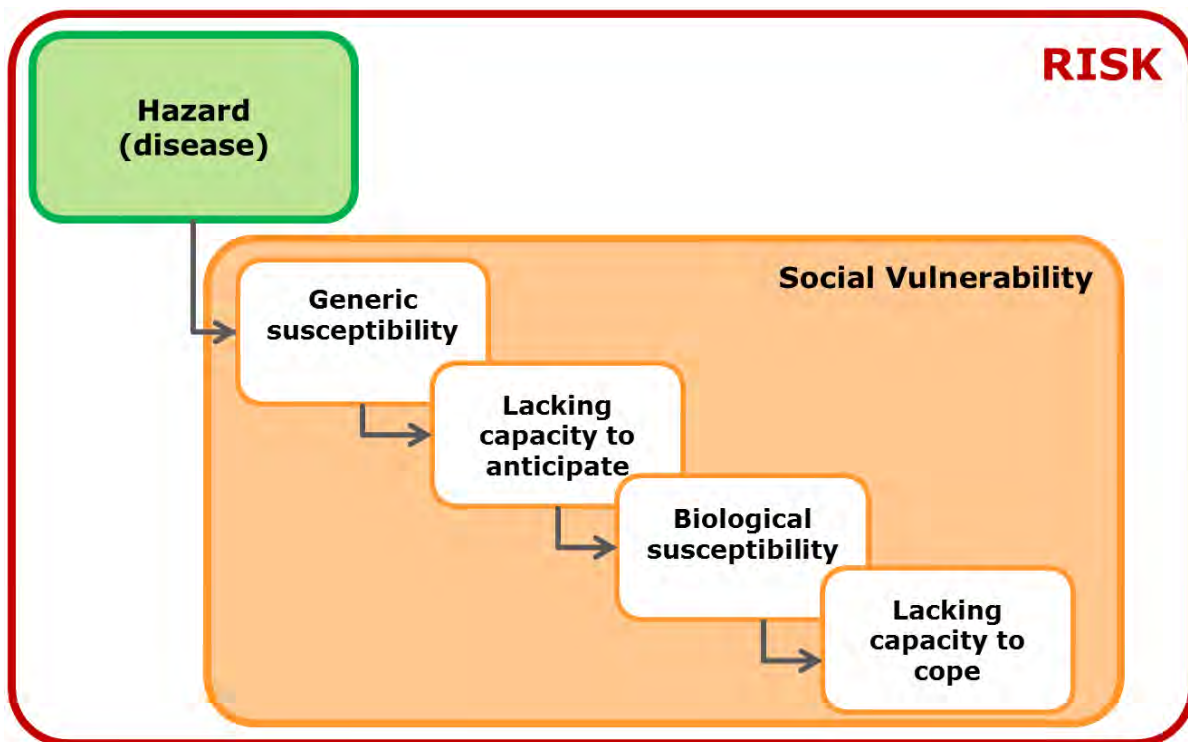 RISK
Hazard
(disease)
Social Vulnerability
Generic
susceptibility
Lacking
capacity to
anticipate
Biological
susceptibility
Lacking
capacity to
cope